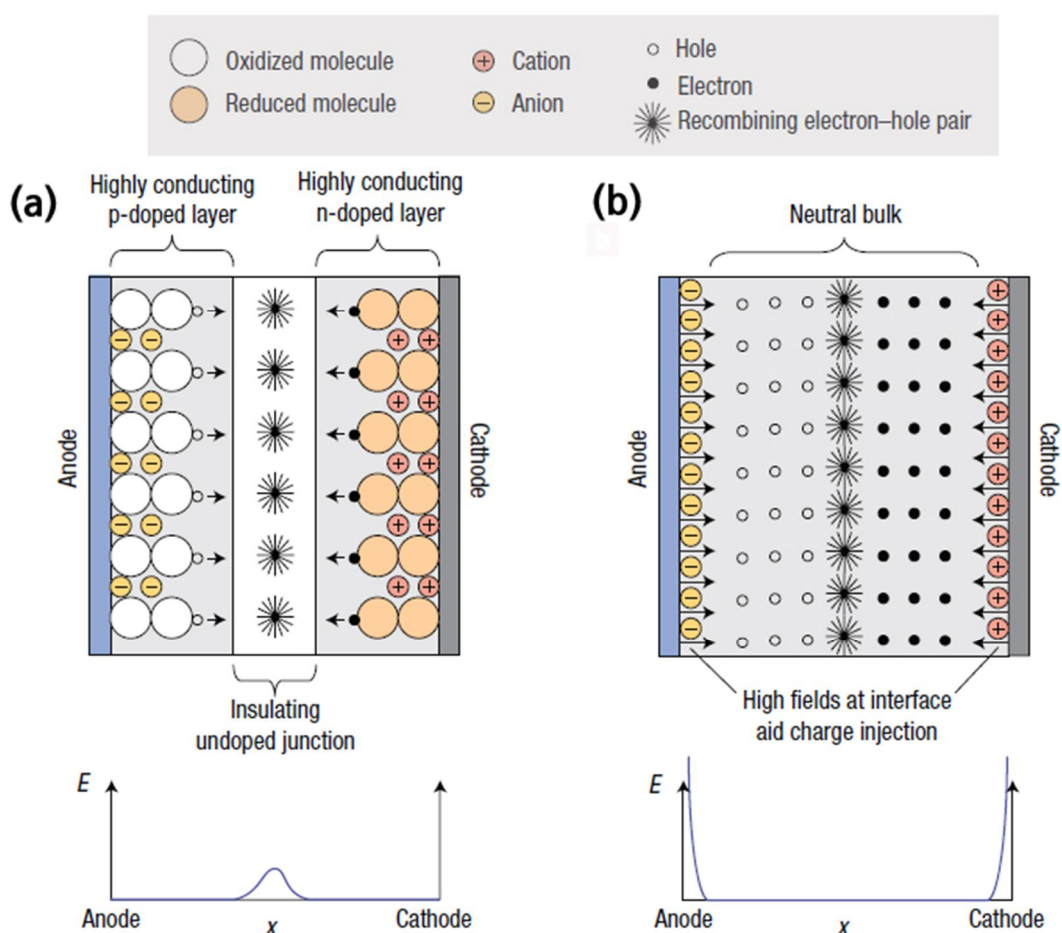 Oxidized molecule
Reduced molecule
+ Cation
− Anion
Hole
Electron
Recombining electron–hole pair
(a)
Highly conducting
p-doped layer
Highly conducting
n-doped layer
Anode
Cathode
Insulating
undoped junction
E
Anode
x
Cathode
(b)
Neutral bulk
Anode
Cathode
High fields at interface
aid charge injection
E
Anode
x
Cathode